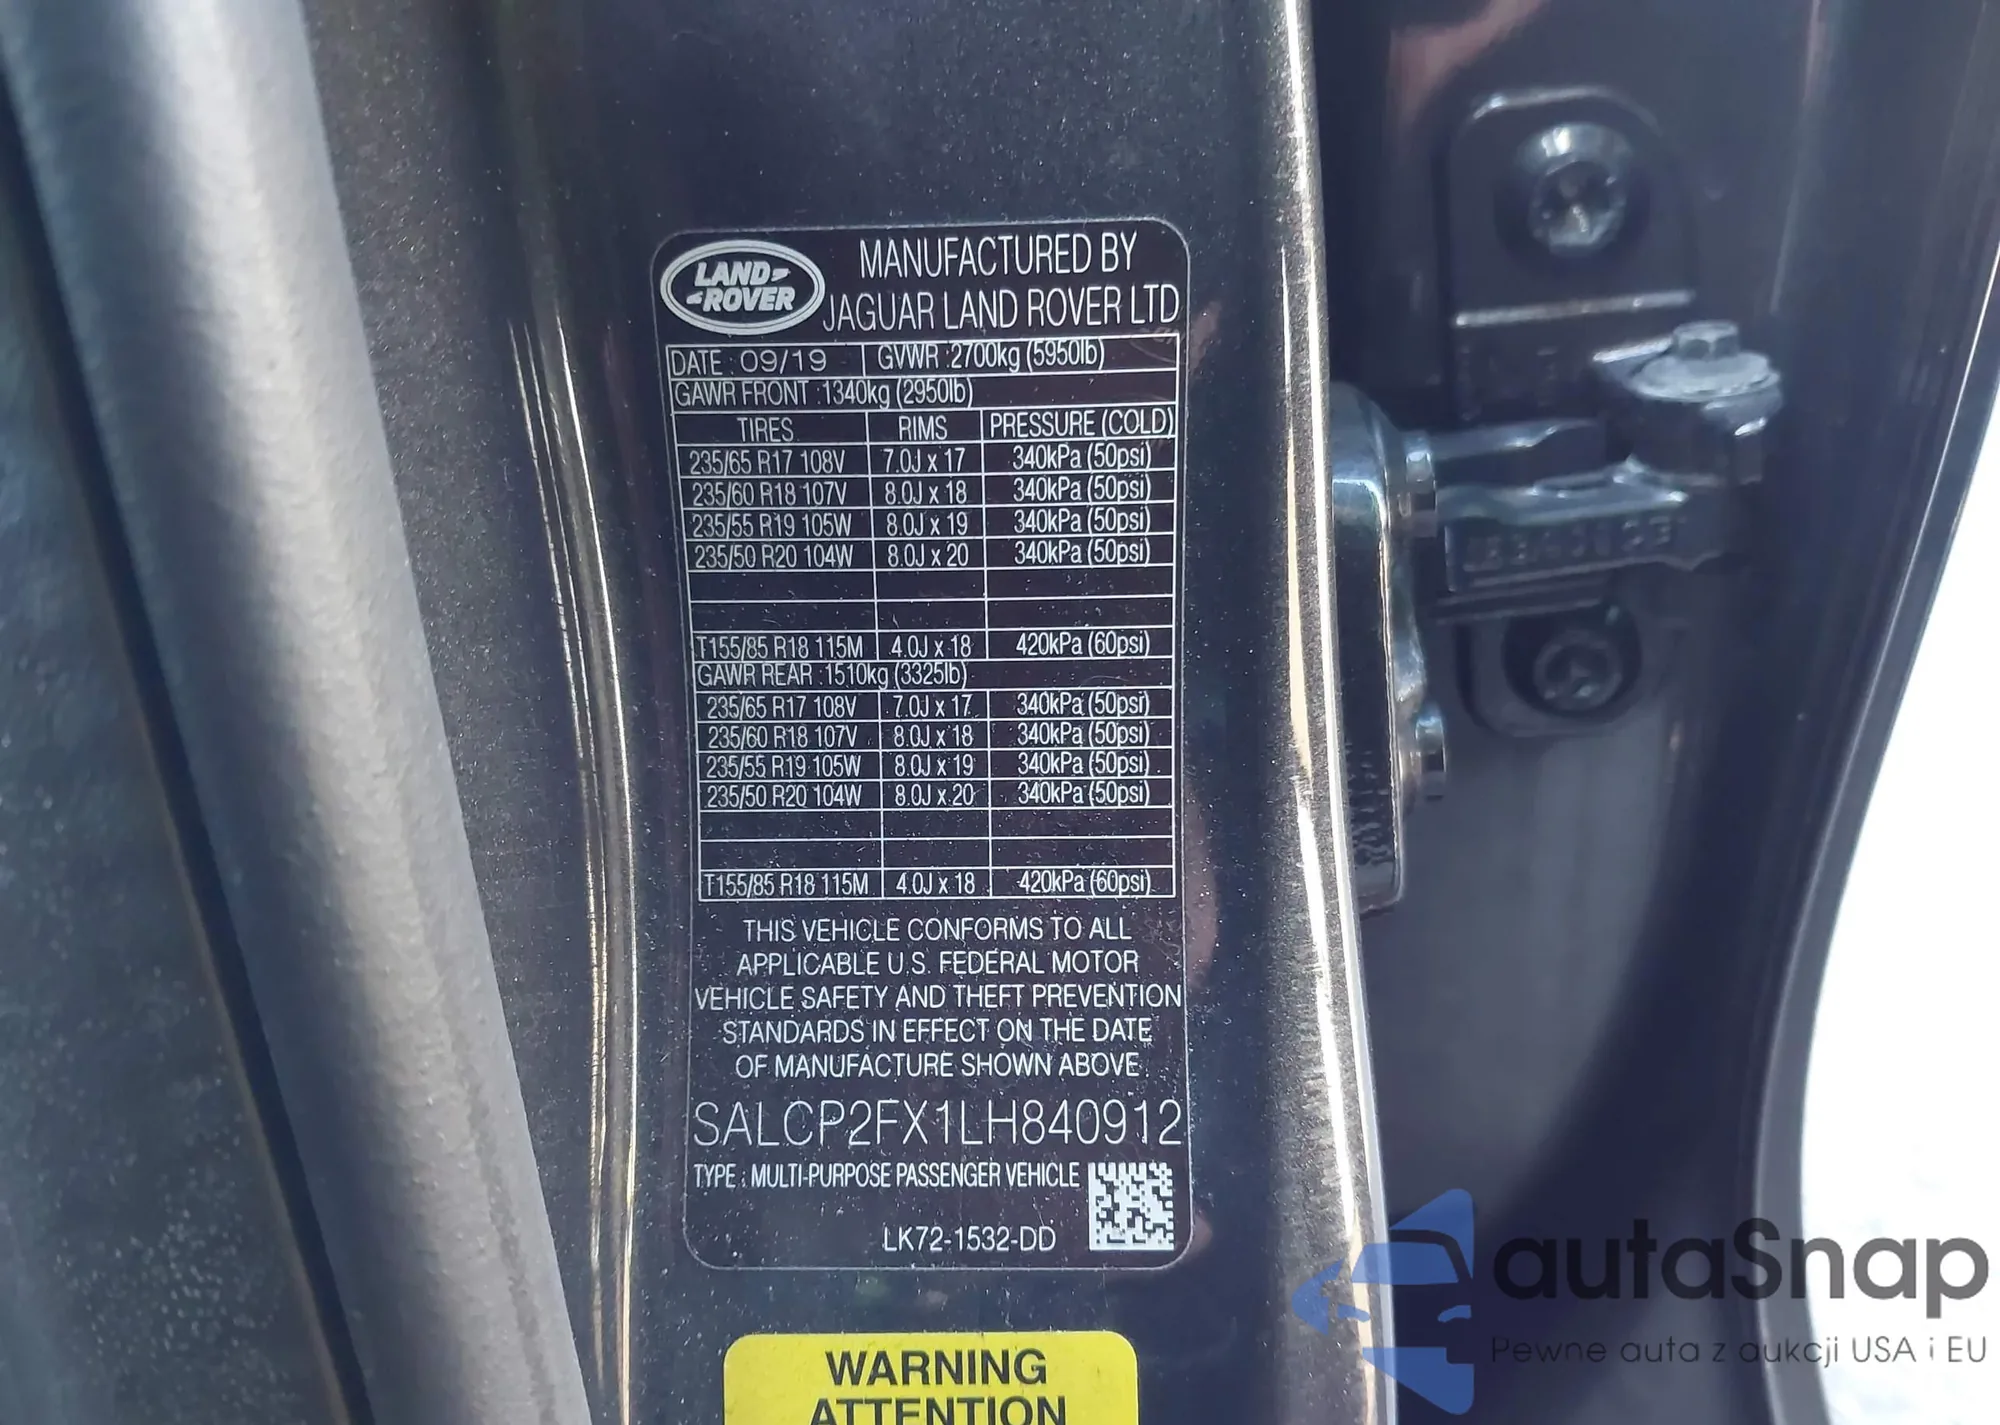 LAND
ROVER
MANUFACTURED BY
JAGUAR LAND ROVER LTD
DATE : 09/19 GVWR :2700kg (5950lb)
GAWR FRONT :1340kg (2950lb)
TIRES RIMS PRESSURE (COLD)
235/65 R17 108V 7.0J x 17 340kPa (50psi)
235/60 R18 107V 8.0J x 18 340kPa (50psi)
235/55 R19 105W 8.0J x 19 340kPa (50psi)
235/50 R20 104W 8.0J x 20 340kPa (50psi)
T155/85 R18 115M 4.0J x 18 420kPa (60psi)
GAWR REAR :1510kg (3325lb)
235/65 R17 108V 7.0J x 17 340kPa (50psi)
235/60 R18 107V 8.0J x 18 340kPa (50psi)
235/55 R19 105W 8.0J x 19 340kPa (50psi)
235/50 R20 104W 8.0J x 20 340kPa (50psi)
T155/85 R18 115M 4.0J x 18 420kPa (60psi)
THIS VEHICLE CONFORMS TO ALL
APPLICABLE U.S. FEDERAL MOTOR
VEHICLE SAFETY AND THEFT PREVENTION
STANDARDS IN EFFECT ON THE DATE
OF MANUFACTURE SHOWN ABOVE
SALCP2FX1LH840912
TYPE : MULTI-PURPOSE PASSENGER VEHICLE
LK72-1532-DD
WARNING
ATTENTION
autaSnap
Pewne auta z aukcji USA i EU